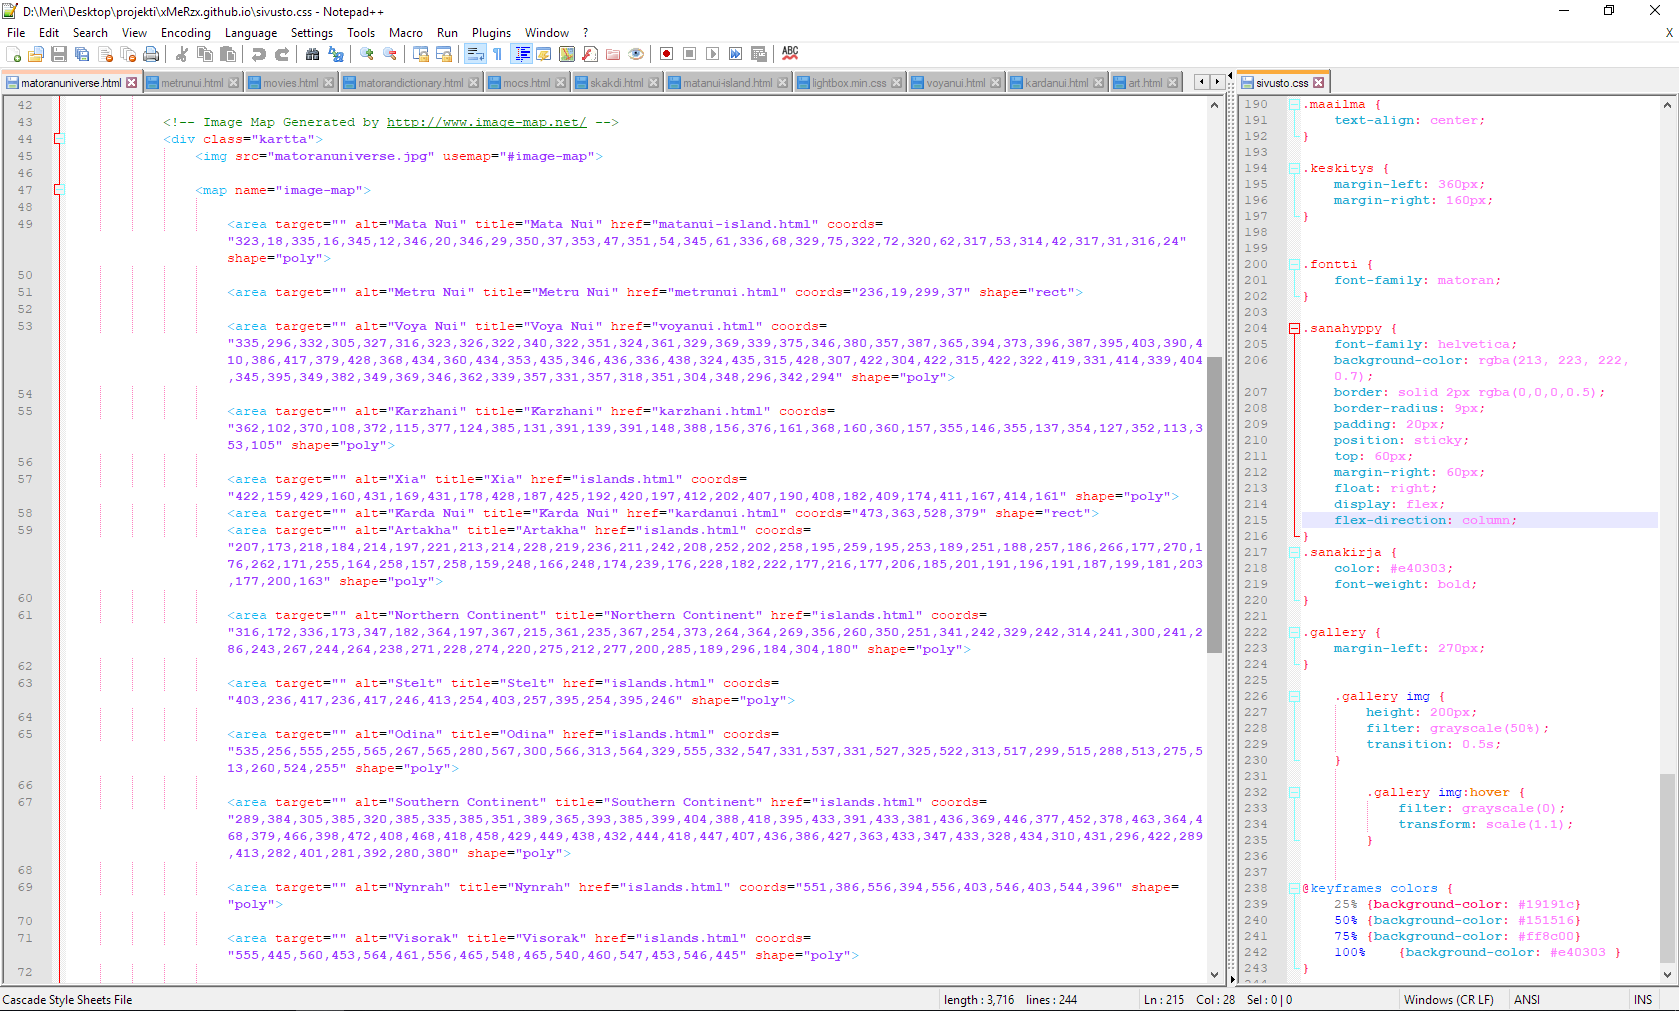 D:\Meri\Desktop\projekti\xMeRzx.github.io\sivusto.css - Notepad++
File Edit Search View Encoding Language Settings Tools Macro Run Plugins Window ? X
matoranuniverse.html metrunui.html movies.html matorandictionary.html mocs.html skakdi.html matanui-island.html lightbox.min.css voyanui.html kardanui.html art.html
42
43 <!-- Image Map Generated by http://www.image-map.net/ -->
44 <div class="kartta">
45 <img src="matoranuniverse.jpg" usemap="#image-map">
46
47 <map name="image-map">
48
49 <area target="" alt="Mata Nui" title="Mata Nui" href="matanui-island.html" coords=
"323,18,335,16,345,12,346,20,346,29,350,37,353,47,351,54,345,61,336,68,329,75,322,72,320,62,317,53,314,42,317,31,316,24"
shape="poly">
50
51 <area target="" alt="Metru Nui" title="Metru Nui" href="metrunui.html" coords="236,19,299,37" shape="rect">
52
53 <area target="" alt="Voya Nui" title="Voya Nui" href="voyanui.html" coords=
"335,296,332,305,327,316,323,326,322,340,322,351,324,361,329,369,339,375,346,380,357,387,365,394,373,396,387,395,403,390,4
10,386,417,379,428,368,434,360,434,353,435,346,436,336,438,324,435,315,428,307,422,304,422,315,422,322,419,331,414,339,404
,345,395,349,382,349,369,346,362,339,357,331,357,318,351,304,348,296,342,294" shape="poly">
54
55 <area target="" alt="Karzhani" title="Karzhani" href="karzhani.html" coords=
"362,102,370,108,372,115,377,124,385,131,391,139,391,148,388,156,376,161,368,160,360,157,355,146,355,137,354,127,352,113,3
53,105" shape="poly">
56
57 <area target="" alt="Xia" title="Xia" href="islands.html" coords=
"422,159,429,160,431,169,431,178,428,187,425,192,420,197,412,202,407,190,408,182,409,174,411,167,414,161" shape="poly">
58 <area target="" alt="Karda Nui" title="Karda Nui" href="kardanui.html" coords="473,363,528,379" shape="rect">
59 <area target="" alt="Artakha" title="Artakha" href="islands.html" coords=
"207,173,218,184,214,197,221,213,214,228,219,236,211,242,208,252,202,258,195,259,195,253,189,251,188,257,186,266,177,270,1
76,262,171,255,164,258,157,258,159,248,166,248,174,239,176,228,182,222,177,216,177,206,185,201,191,196,191,187,199,181,203
,177,200,163" shape="poly">
60
61 <area target="" alt="Northern Continent" title="Northern Continent" href="islands.html" coords=
"316,172,336,173,347,182,364,197,367,215,361,235,367,254,373,264,364,269,356,260,350,251,341,242,329,242,314,241,300,241,2
86,243,267,244,264,238,271,228,274,220,275,212,277,200,285,189,296,184,304,180" shape="poly">
62
63 <area target="" alt="Stelt" title="Stelt" href="islands.html" coords=
"403,236,417,236,417,246,413,254,403,257,395,254,395,246" shape="poly">
64
65 <area target="" alt="Odina" title="Odina" href="islands.html" coords=
"535,256,555,255,565,267,565,280,567,300,566,313,564,329,555,332,547,331,537,331,527,325,522,313,517,299,515,288,513,275,5
13,260,524,255" shape="poly">
66
67 <area target="" alt="Southern Continent" title="Southern Continent" href="islands.html" coords=
"289,384,305,385,320,385,335,385,351,389,365,393,385,399,404,388,418,395,433,391,433,381,436,369,446,377,452,378,463,364,4
68,379,466,398,472,408,468,418,458,429,449,438,432,444,418,447,407,436,386,427,363,433,347,433,328,434,310,431,296,422,289
,413,282,401,281,392,280,380" shape="poly">
68
69 <area target="" alt="Nynrah" title="Nynrah" href="islands.html" coords="551,386,556,394,556,403,546,403,544,396" shape=
"poly">
70
71 <area target="" alt="Visorak" title="Visorak" href="islands.html" coords=
"555,445,560,453,564,461,556,465,548,465,540,460,547,453,546,445" shape="poly">
72
sivusto.css
190 .maailma {
191 text-align: center;
192 }
193
194 .keskitys {
195 margin-left: 360px;
196 margin-right: 160px;
197 }
198
199
200 .fontti {
201 font-family: matoran;
202 }
203
204 .sanahyppy {
205 font-family: helvetica;
206 background-color: rgba(213, 223, 222,
0.7);
207 border: solid 2px rgba(0,0,0,0.5);
208 border-radius: 9px;
209 padding: 20px;
210 position: sticky;
211 top: 60px;
212 margin-right: 60px;
213 float: right;
214 display: flex;
215 flex-direction: column;
216 }
217 .sanakirja {
218 color: #e40303;
219 font-weight: bold;
220 }
221
222 .gallery {
223 margin-left: 270px;
224 }
225
226 .gallery img {
227 height: 200px;
228 filter: grayscale(50%);
229 transition: 0.5s;
230 }
231
232 .gallery img:hover {
233 filter: grayscale(0);
234 transform: scale(1.1);
235 }
236
237
238 @keyframes colors {
239 25% {background-color: #19191c}
240 50% {background-color: #151516}
241 75% {background-color: #ff8c00}
242 100% {background-color: #e40303 }
243 }
Cascade Style Sheets File length : 3,716 lines : 244 Ln : 215 Col : 28 Sel : 0 | 0 Windows (CR LF) ANSI INS